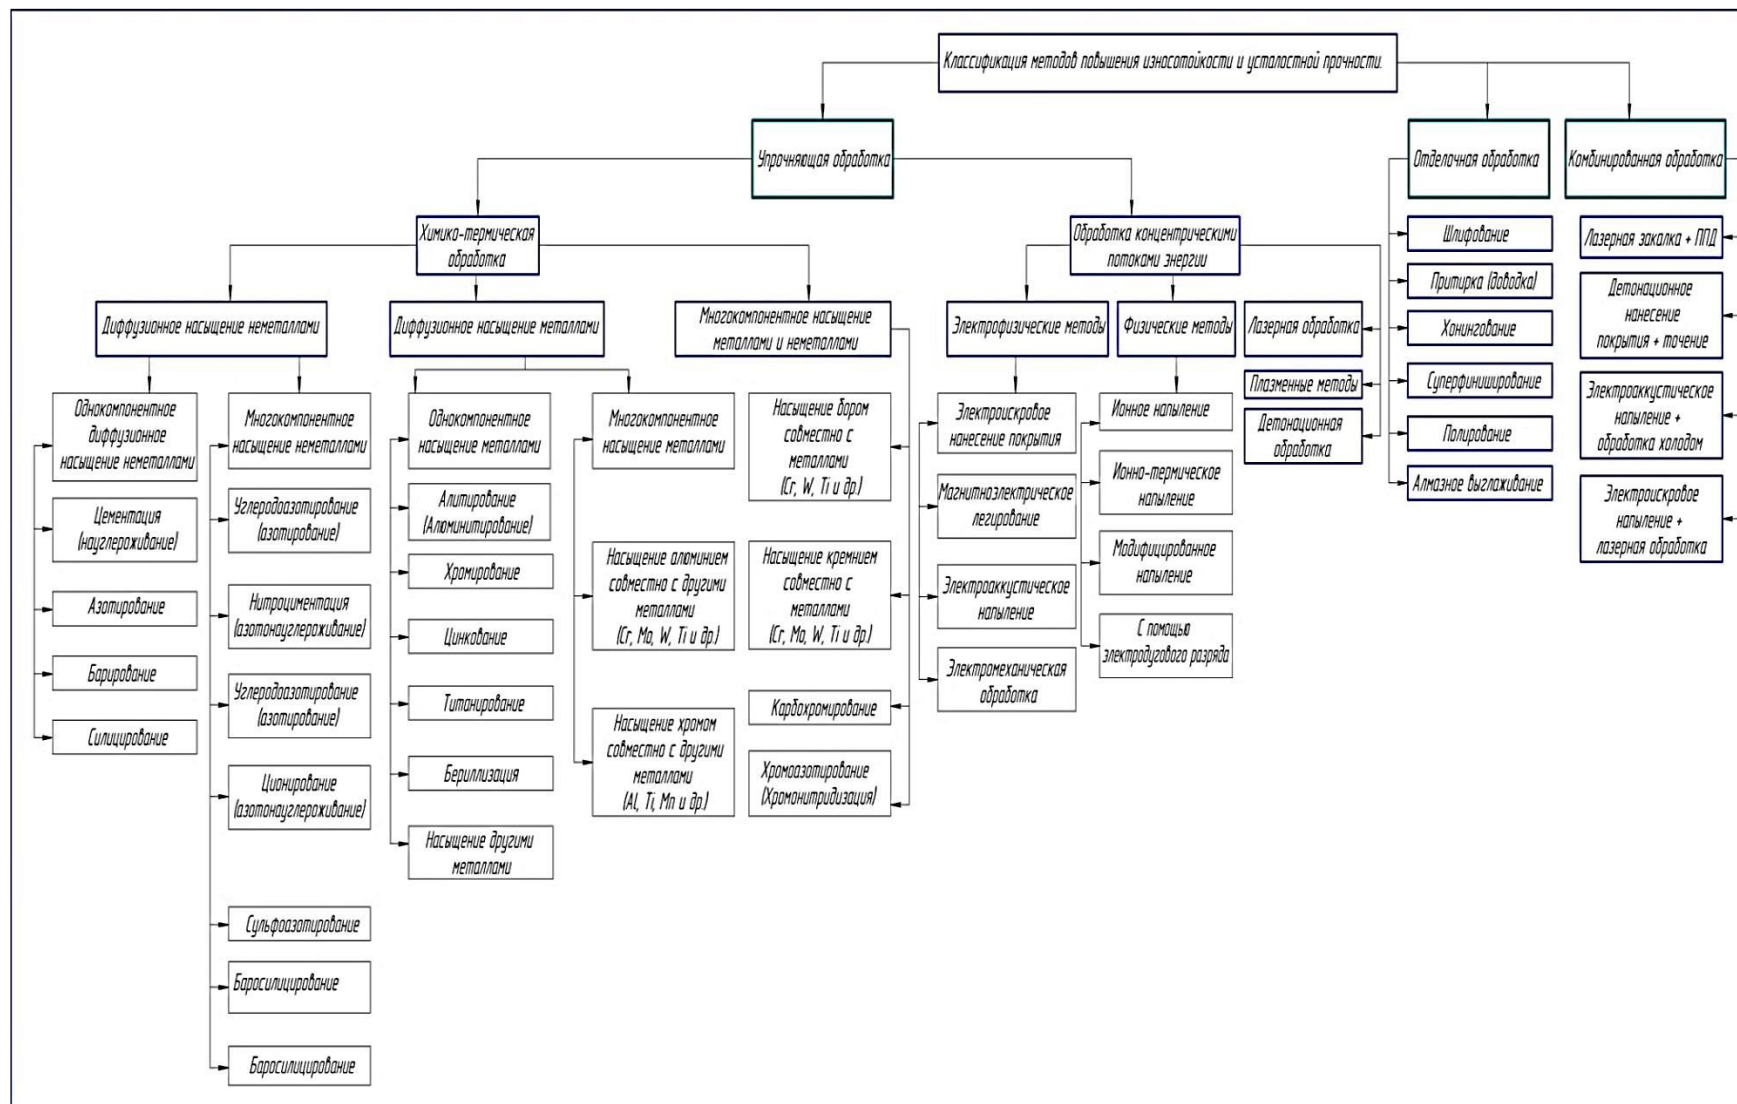 Классификация методов повышения износотойкости и усталостной прочности.
Упрочняющая обработка
Отделочная обработка
Комбинированная обработка
Химико-термическая
обработка
Обработка концентрическими
потоками энергии
Диффузионное насыщение неметаллами
Диффузионное насыщение металлами
Многокомпонентное насыщение
металлами и неметаллами
Электрофизические методы
Физические методы
Лазерная обработка
Плазменные методы
Детонационная
обработка
Однокомпонентное
диффузионное
насыщение неметаллами
Цементация
(науглероживание)
Азотирование
Барирование
Силицирование
Многокомпонентное
насыщение неметаллами
Углеродоазотирование
(азотирование)
Нитроциментация
(азотонауглероживание)
Углеродоазотирование
(азотирование)
Ционирование
(азотонауглероживание)
Сульфоазотирование
Баросилицирование
Баросилицирование
Однокомпонентное
насыщение металлами
Алитирование
(Алюминитирование)
Хромирование
Цинкование
Титанирование
Бериллизация
Насыщение другими
металлами
Многокомпонентное
насыщение металлами
Насыщение алюминием
совместно с другими
металлами
(Cr, Mo, W, Ti и др.)
Насыщение хромом
совместно с другими
металлами
(Al, Ti, Mn и др.)
Насыщение бором
совместно с
металлами
(Cr, W, Ti и др.)
Насыщение кремнием
совместно с
металлами
(Cr, Mo, W, Ti и др.)
Карбохромирование
Хромоазотирование
(Хромонитридизация)
Электроискровое
нанесение покрытия
Магнитноэлектрическое
легирование
Электроаккустическое
напыление
Электромеханическая
обработка
Ионное напыление
Ионно-термическое
напыление
Модифицированное
напыление
С помощью
электродугового разряда
Шлифование
Притирка (доводка)
Хонингование
Суперфиниширование
Полирование
Алмазное выглаживание
Лазерная закалка + ППД
Детонационное
нанесение
покрытия + точение
Электроаккустическое
напыление +
обработка холодом
Электроискровое
напыление +
лазерная обработка